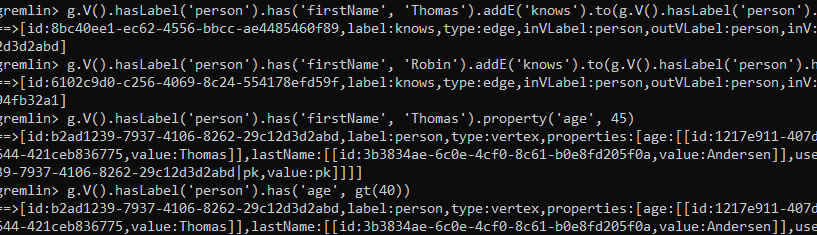 gremlin> g.V().hasLabel('person').has('firstName', 'Thomas').addE('knows').to(g.V().hasLabel('person').
==>[id:8bc40ee1-ec62-4556-bbcc-ae4485460f89,label:knows,type:edge,inVLabel:person,outVLabel:person,inV:
2d3d2abd]
gremlin> g.V().hasLabel('person').has('firstName', 'Robin').addE('knows').to(g.V().hasLabel('person').h
==>[id:6102c9d0-c256-4069-8c24-554178efd59f,label:knows,type:edge,inVLabel:person,outVLabel:person,inV:
94fb32a1]
gremlin> g.V().hasLabel('person').has('firstName', 'Thomas').property('age', 45)
==>[id:b2ad1239-7937-4106-8262-29c12d3d2abd,label:person,type:vertex,properties:[age:[[id:1217e911-407d
544-421ceb836775,value:Thomas]],lastName:[[id:3b3834ae-6c0e-4cf0-8c61-b0e8fd205f0a,value:Andersen]],use
39-7937-4106-8262-29c12d3d2abd|pk,value:pk]]]]
gremlin> g.V().hasLabel('person').has('age', gt(40))
==>[id:b2ad1239-7937-4106-8262-29c12d3d2abd,label:person,type:vertex,properties:[age:[[id:1217e911-407d
544-421ceb836775,value:Thomas]],lastName:[[id:3b3834ae-6c0e-4cf0-8c61-b0e8fd205f0a,value:Andersen]],use